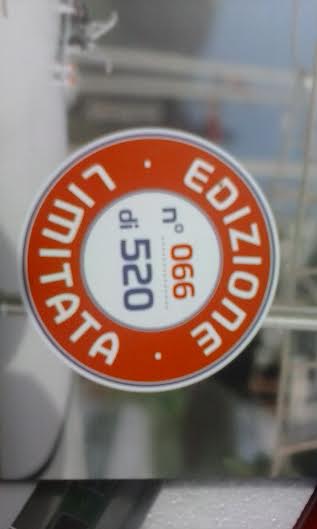 EDIZIONE
n° 066
di 520
LIMITATA